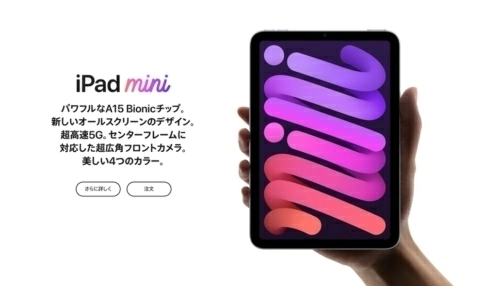 iPad mini
パワフルなA15 Bionicチップ。
新しいオールスクリーンのデザイン。
超高速5G。センターフレームに
対応した超広角フロントカメラ。
美しい4つのカラー。
さらに詳しく
注文